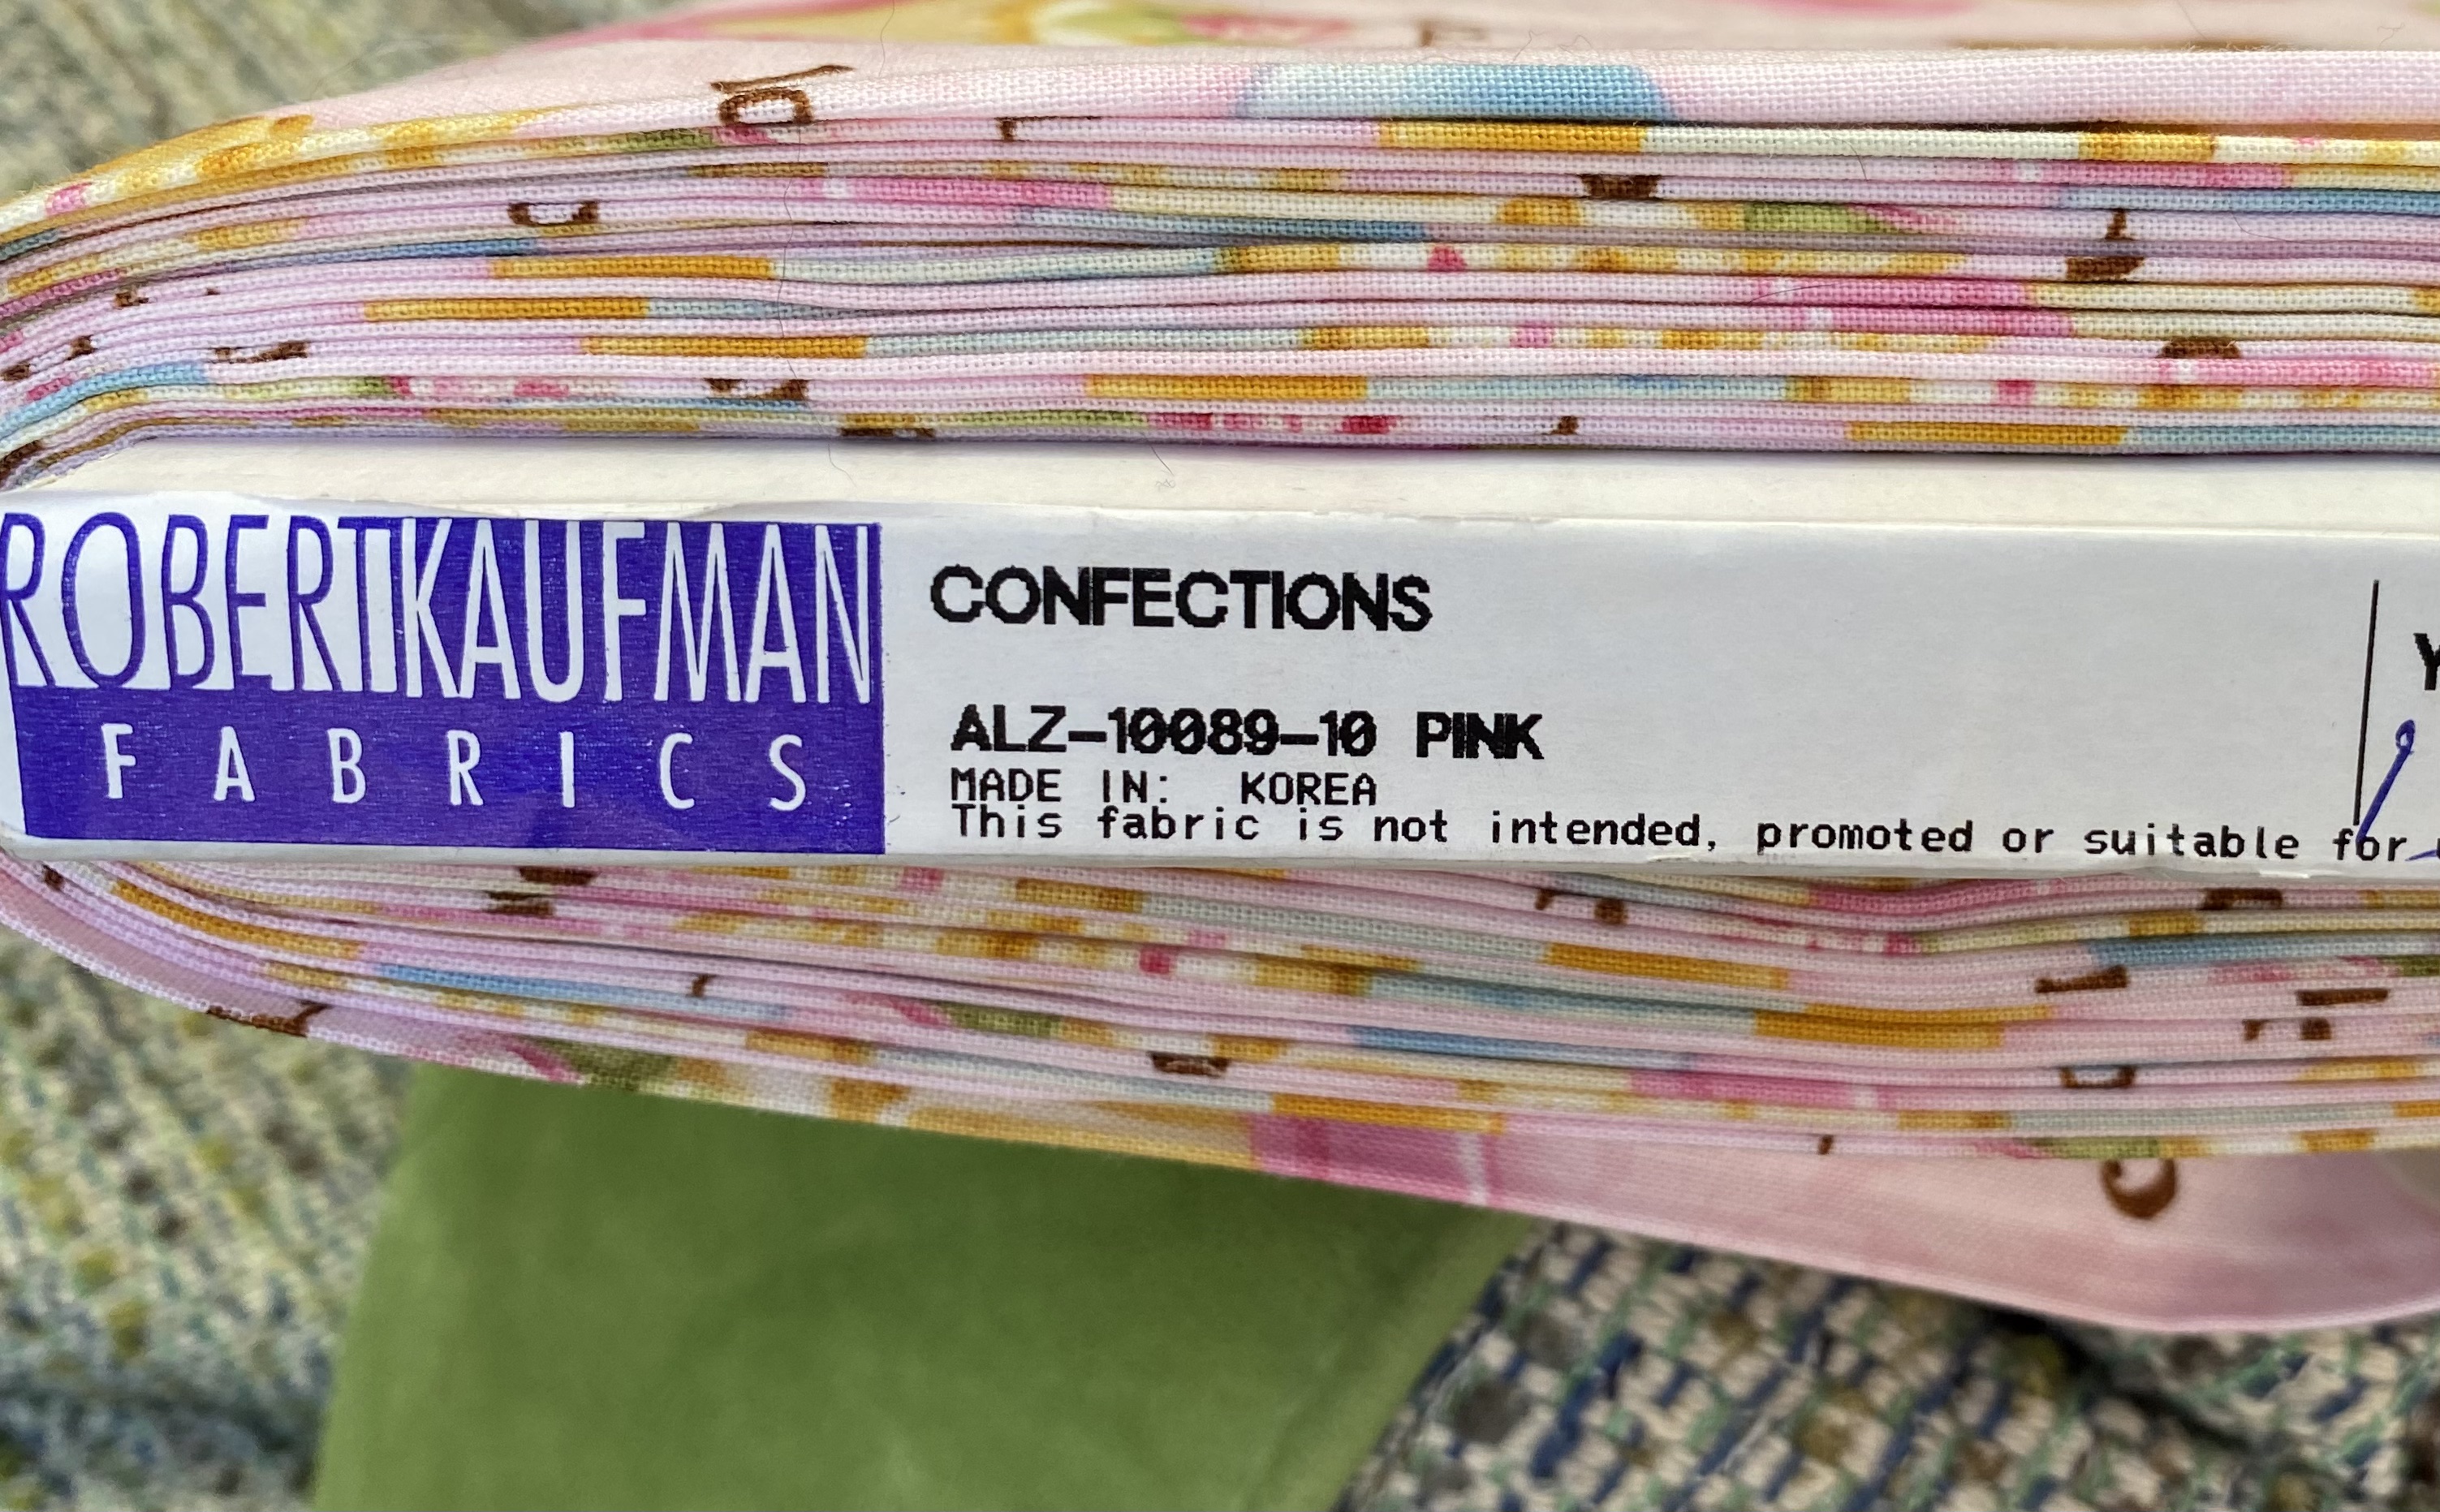 ROBERTKAUFMAN
FABRICS
CONFECTIONS
ALZ-10089-10 PINK
MADE IN: KOREA
This fabric is not intended, promoted or suitable for
Y